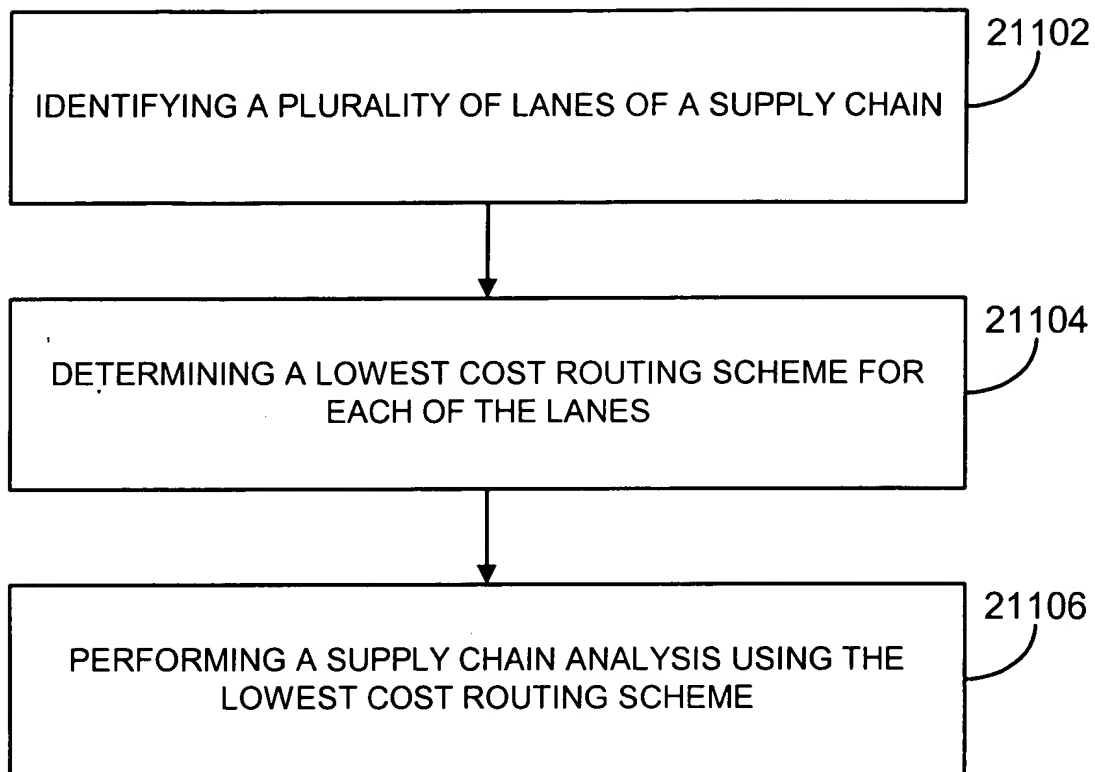 21102
IDENTIFYING A PLURALITY OF LANES OF A SUPPLY CHAIN
21104
DETERMINING A LOWEST COST ROUTING SCHEME FOR
EACH OF THE LANES
21106
PERFORMING A SUPPLY CHAIN ANALYSIS USING THE
LOWEST COST ROUTING SCHEME